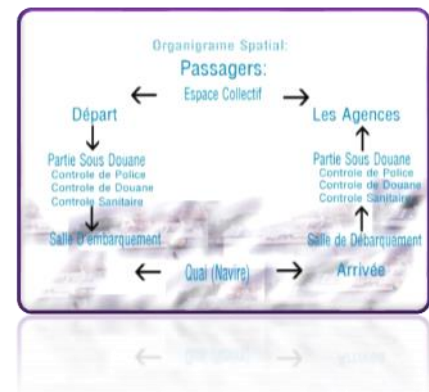 Organigrame Spatial:
Passagers:
Espace Collectif
Départ
Les Agences
Partie Sous Douane
Controle de Police
Controle de Douane
Controle Sanitaire
Partie Sous Douane
Controle de Police
Controle de Douane
Controle Sanitaire
Salle D'embarquement
Salle de Débarquement
Quai (Navire)
Arrivée